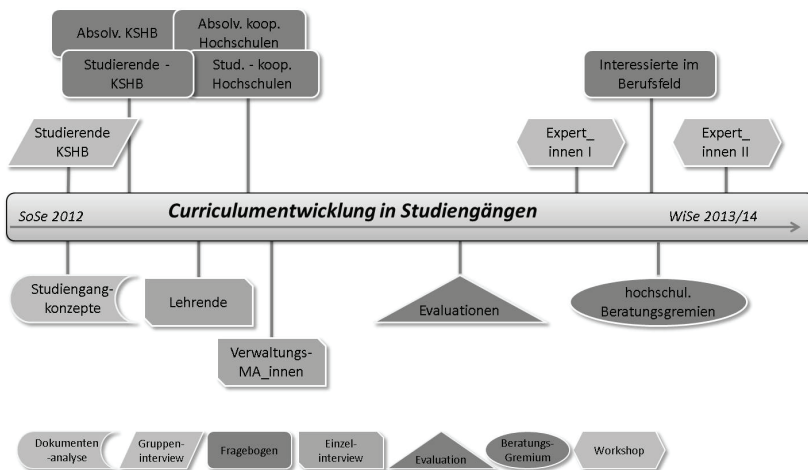 Absolv. KSHB
Absolv. koop.
Hochschulen
Studierende -
KSHB
Stud. - koop.
Hochschulen
Interessierte im
Berufsfeld
Studierende
KSHB
Expert_
innen I
Expert_
innen II
SoSe 2012
Curriculumentwicklung in Studiengängen
WiSe 2013/14
Studiengang-
konzepte
Lehrende
Evaluationen
hochschul.
Beratungsgremien
Verwaltungs-
MA_innen
Dokumenten
-analyse
Gruppen-
interview
Fragebogen
Einzel-
interview
Evaluation
Beratungs-
Gremium
Workshop